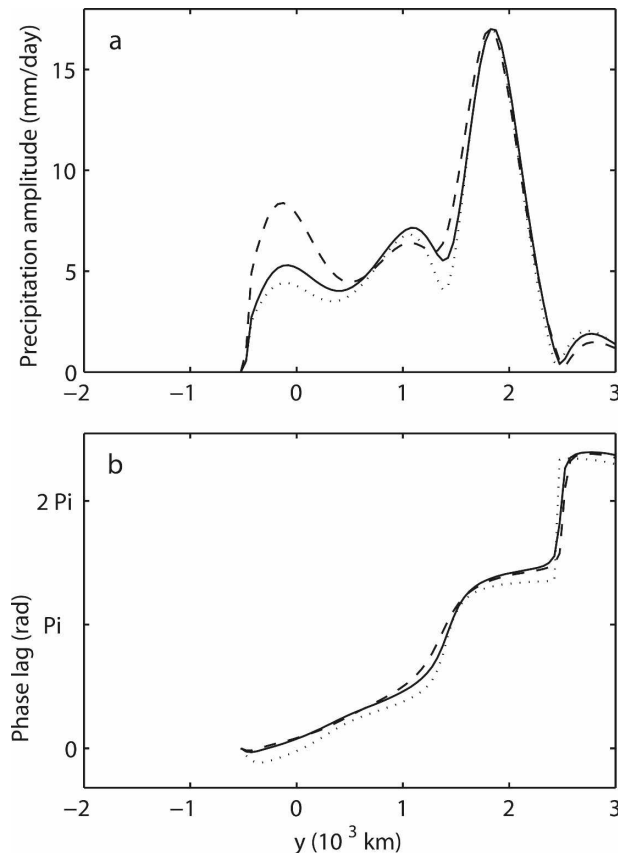 a
Precipitation amplitude (mm/day)
15
10
5
0
−2 −1 0 1 2 3
b
Phase lag (rad)
2 Pi
Pi
0
−2 −1 0 1 2 3
y (10 ³ km)